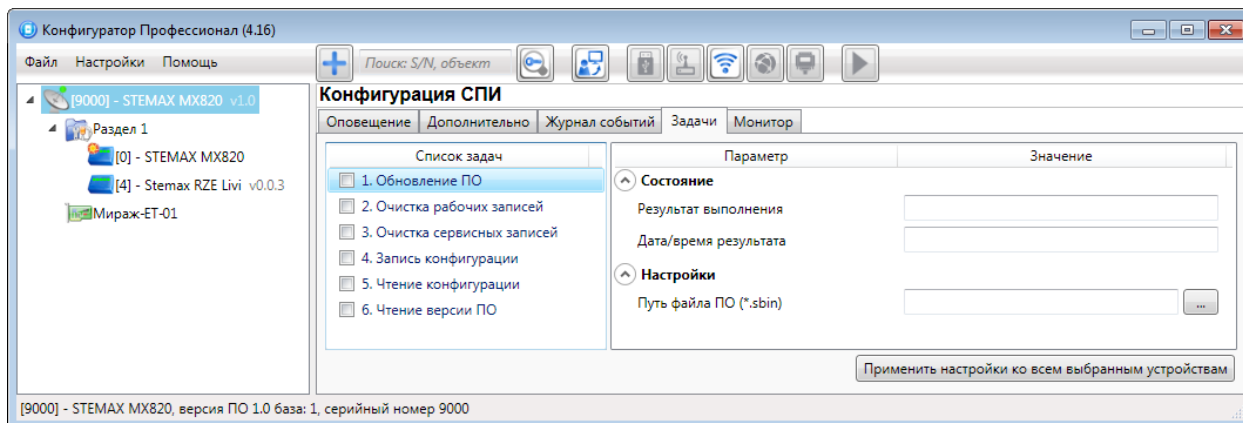 Конфигуратор Профессионал (4.16)
Файл Настройки Помощь Поиск: S/N, объект
[9000] - STEMAX MX820 v1.0
Раздел 1
[0] - STEMAX MX820
[4] - Stemax RZE Livi v0.0.3
Мираж-ET-01
Конфигурация СПИ
Оповещение Дополнительно Журнал событий Задачи Монитор
Список задач
1. Обновление ПО
2. Очистка рабочих записей
3. Очистка сервисных записей
4. Запись конфигурации
5. Чтение конфигурации
6. Чтение версии ПО
Параметр Значение
Состояние
Результат выполнения
Дата/время результата
Настройки
Путь файла ПО (*.sbin) ...
Применить настройки ко всем выбранным устройствам
[9000] - STEMAX MX820, версия ПО 1.0 база: 1, серийный номер 9000